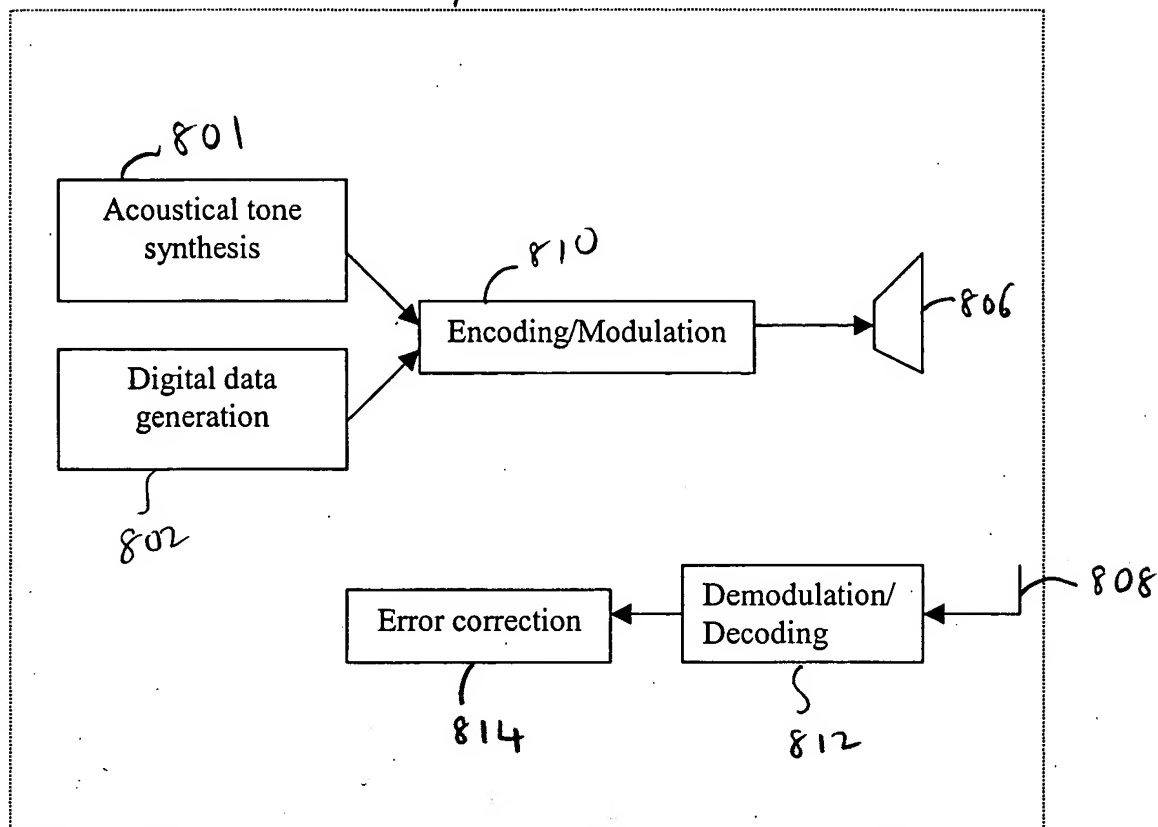 801
Acoustical tone
synthesis
810
Encoding/Modulation
806
Digital data
generation
802
808
Error correction
Demodulation/
Decoding
814
812